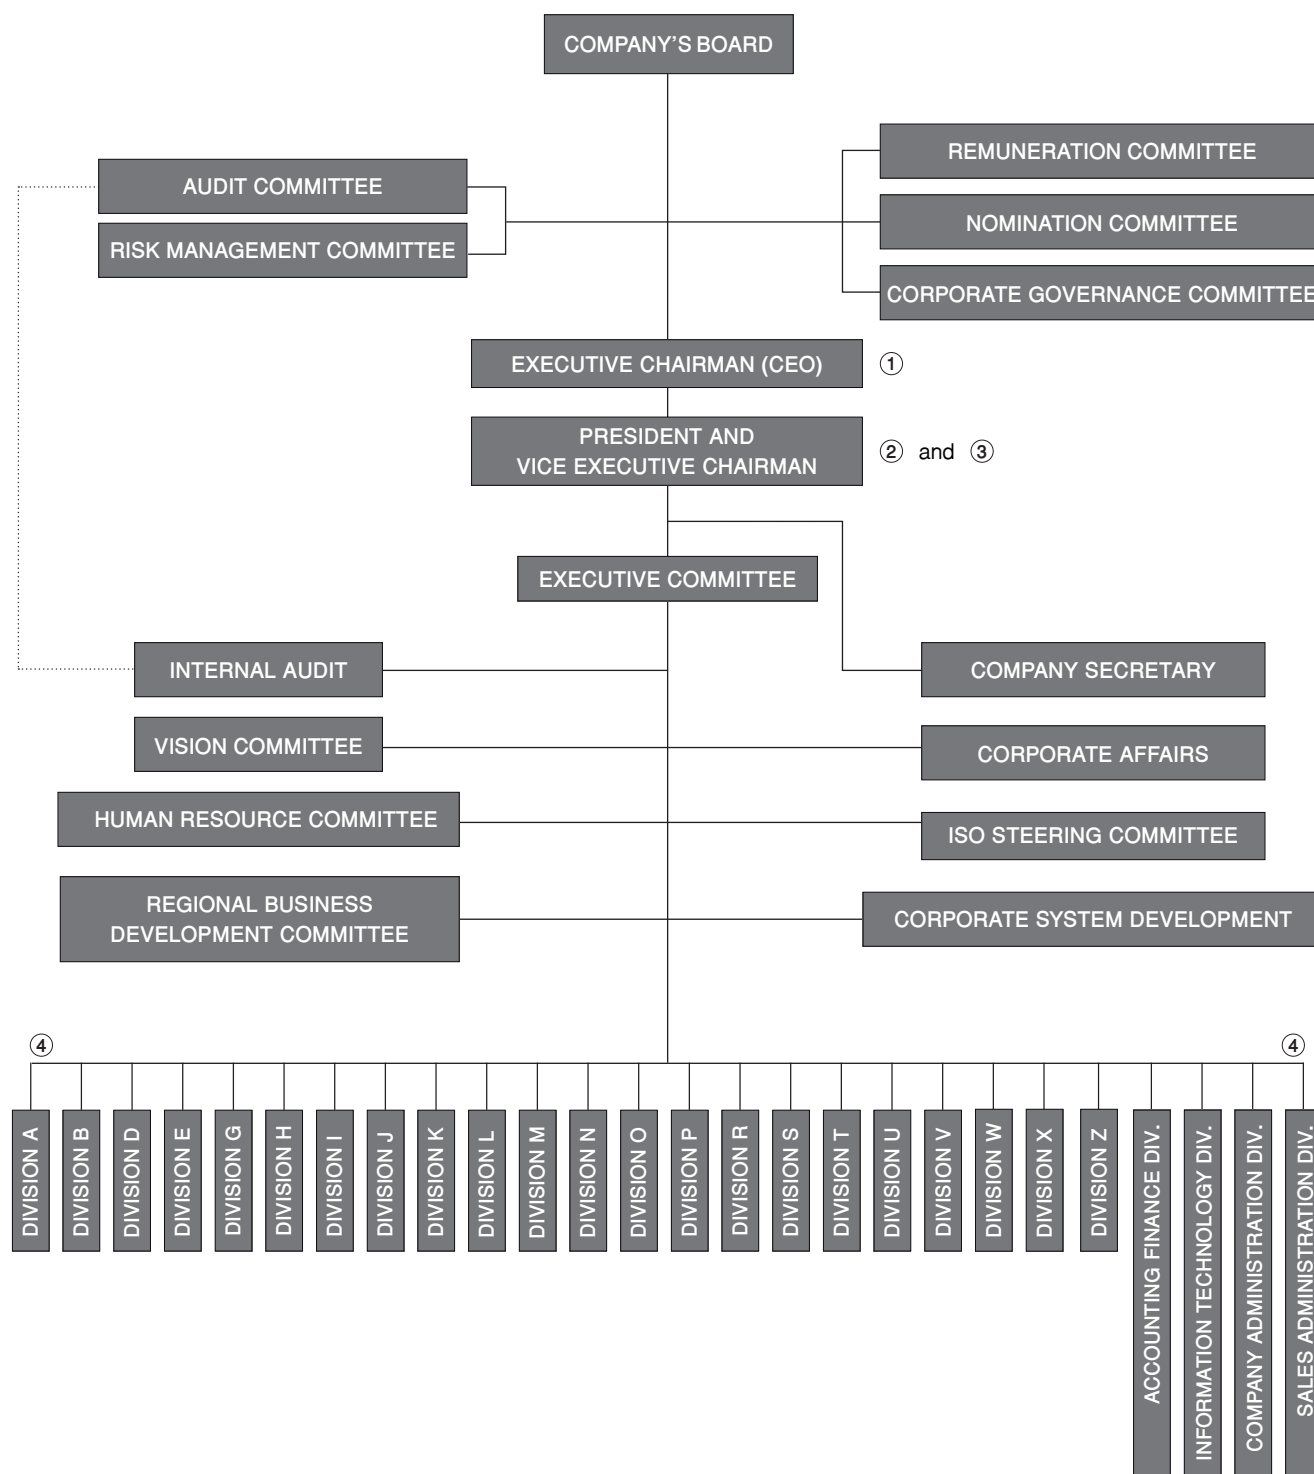 COMPANY'S BOARD
REMUNERATION COMMITTEE
AUDIT COMMITTEE
NOMINATION COMMITTEE
RISK MANAGEMENT COMMITTEE
CORPORATE GOVERNANCE COMMITTEE
EXECUTIVE CHAIRMAN (CEO) ①
PRESIDENT AND
VICE EXECUTIVE CHAIRMAN
② and ③
EXECUTIVE COMMITTEE
INTERNAL AUDIT
COMPANY SECRETARY
VISION COMMITTEE
CORPORATE AFFAIRS
HUMAN RESOURCE COMMITTEE
ISO STEERING COMMITTEE
REGIONAL BUSINESS
DEVELOPMENT COMMITTEE
CORPORATE SYSTEM DEVELOPMENT
④
④
DIVISION A
DIVISION B
DIVISION D
DIVISION E
DIVISION G
DIVISION H
DIVISION I
DIVISION J
DIVISION K
DIVISION L
DIVISION M
DIVISION N
DIVISION O
DIVISION P
DIVISION R
DIVISION S
DIVISION T
DIVISION U
DIVISION V
DIVISION W
DIVISION X
DIVISION Z
ACCOUNTING FINANCE DIV.
INFORMATION TECHNOLOGY DIV.
COMPANY ADMINISTRATION DIV.
SALES ADMINISTRATION DIV.